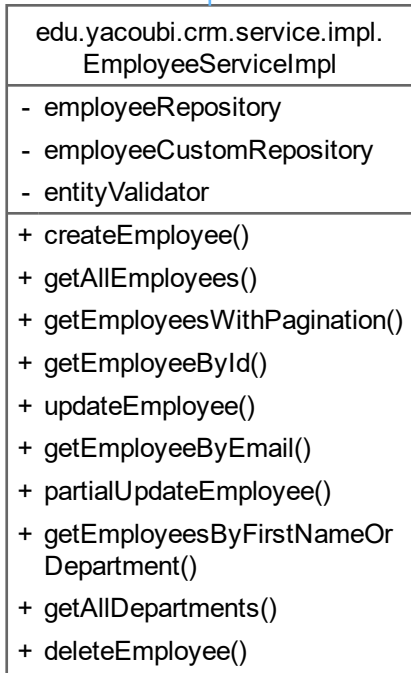 edu.yacoubi.crm.service.impl.
EmployeeServiceImpl
- employeeRepository
- employeeCustomRepository
- entityValidator
+ createEmployee()
+ getAllEmployees()
+ getEmployeesWithPagination()
+ getEmployeeById()
+ updateEmployee()
+ getEmployeeByEmail()
+ partialUpdateEmployee()
+ getEmployeesByFirstNameOr
Department()
+ getAllDepartments()
+ deleteEmployee()